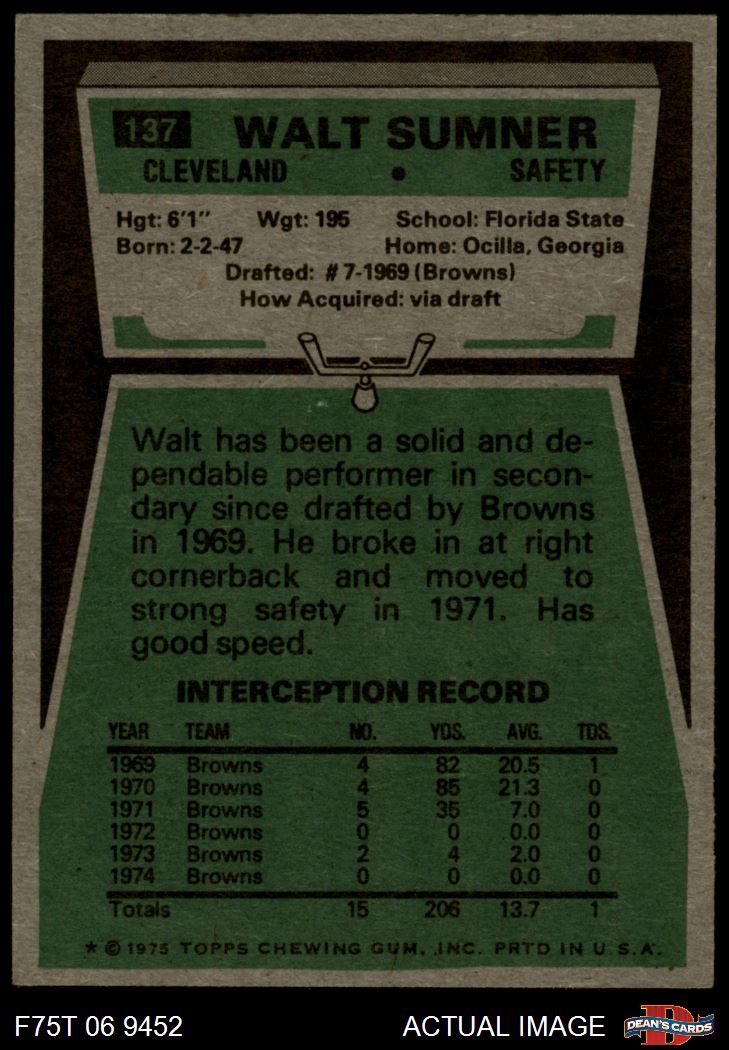 137 WALT SUMNER
CLEVELAND • SAFETY
Hgt: 6'1" Wgt: 195 School: Florida State
Born: 2-2-47 Home: Ocilla, Georgia
Drafted: #7-1969 (Browns)
How Acquired: via draft
Walt has been a solid and de-
pendable performer in secon-
dary since drafted by Browns
in 1969. He broke in at right
cornerback and moved to
strong safety in 1971. Has
good speed.
INTERCEPTION RECORD
YEAR TEAM NO. YDS. AVG. TDS.
1969 Browns 4 82 20.5 1
1970 Browns 4 85 21.3 0
1971 Browns 5 35 7.0 0
1972 Browns 0 0 0.0 0
1973 Browns 2 4 2.0 0
1974 Browns 0 0 0.0 0
Totals 15 206 13.7 1
* © 1975 TOPPS CHEWING GUM, INC. PRTD IN U.S.A.
F75T 06 9452 ACTUAL IMAGE DEAN'S CARDS